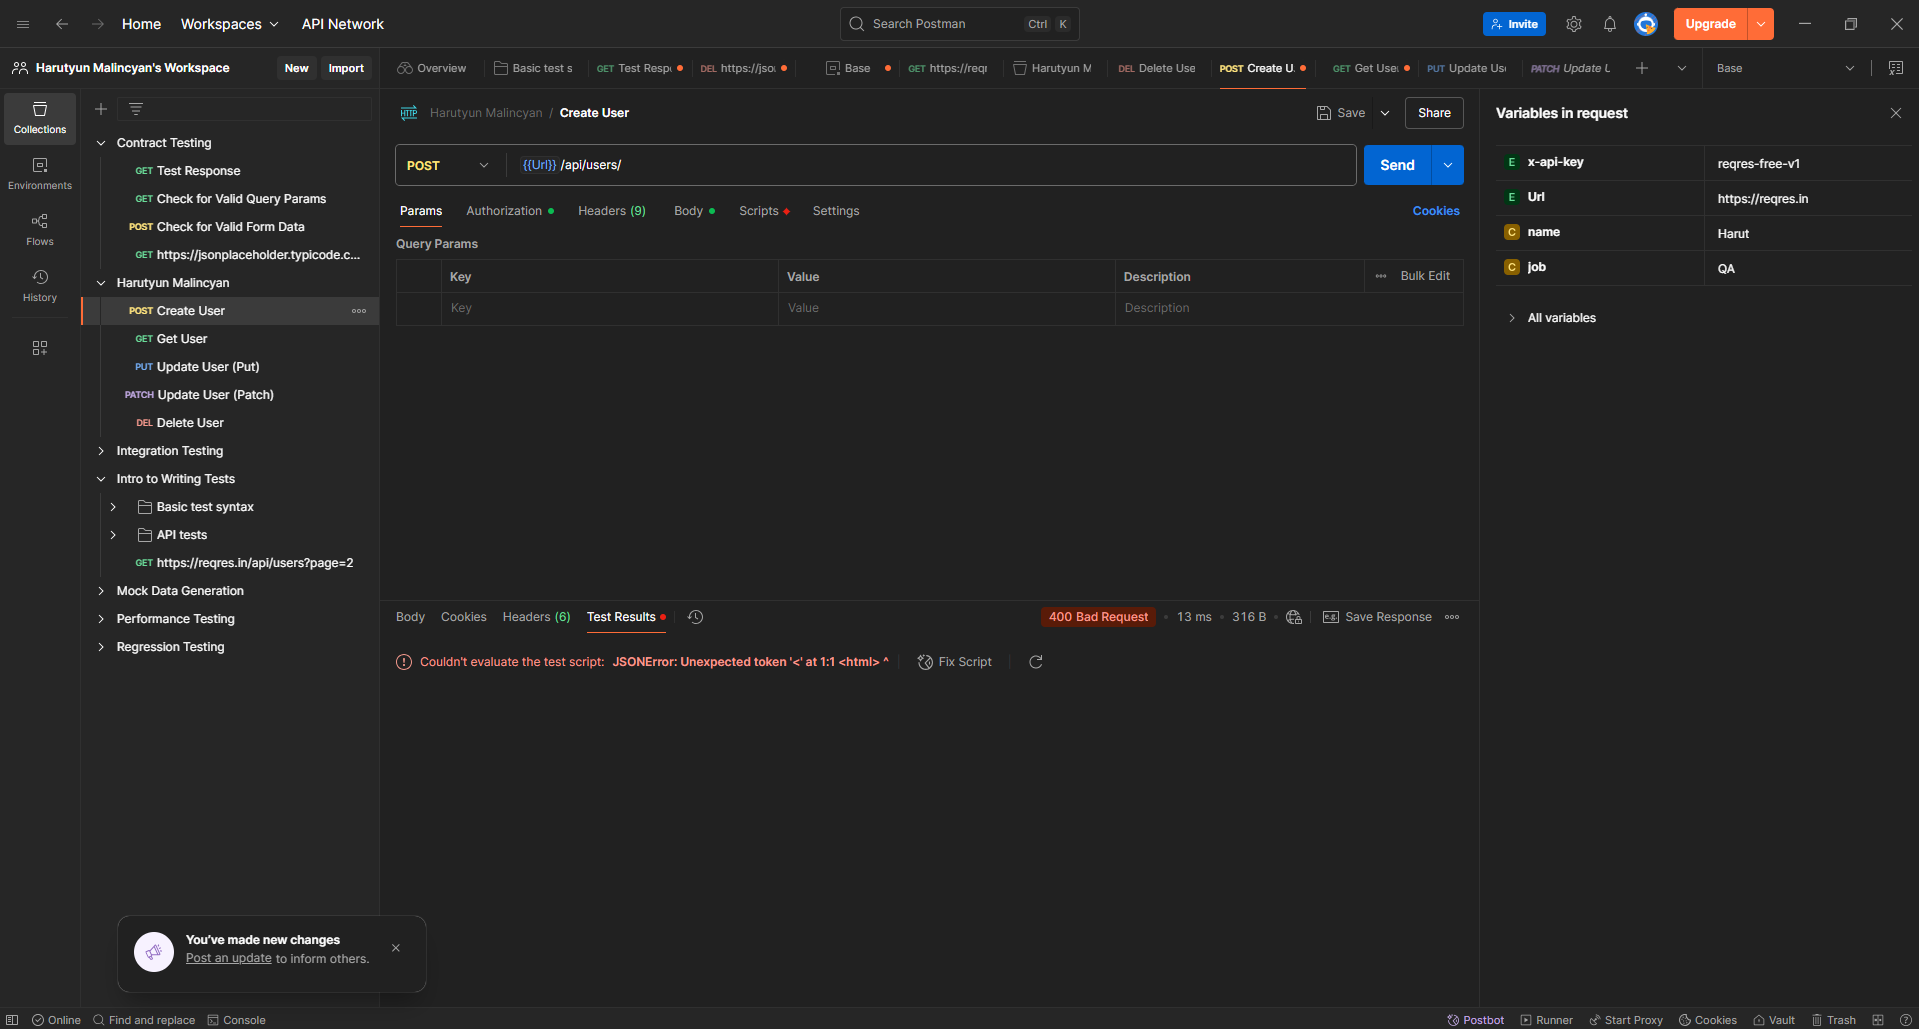 Home Workspaces API Network Search Postman Ctrl K Invite Upgrade
Harutyun Malincyan's Workspace New Import
Overview Basic test s GET Test Resp DEL https://jso Base GET https://reqr Harutyun M DEL Delete Use POST Create U. GET Get Use PUT Update Us PATCH Update U Base
Collections
Environments
Flows
History
Contract Testing
GET Test Response
GET Check for Valid Query Params
POST Check for Valid Form Data
GET https://jsonplaceholder.typicode.c...
Harutyun Malincyan
POST Create User
GET Get User
PUT Update User (Put)
PATCH Update User (Patch)
DEL Delete User
Integration Testing
Intro to Writing Tests
Basic test syntax
API tests
GET https://reqres.in/api/users?page=2
Mock Data Generation
Performance Testing
Regression Testing
HTTP Harutyun Malincyan / Create User Save Share
POST {{Url}} /api/users/ Send
Params Authorization Headers (9) Body Scripts Settings Cookies
Query Params
Key Value Description Bulk Edit
Key Value Description
Body Cookies Headers (6) Test Results 400 Bad Request 13 ms 316 B e.g. Save Response
Couldn't evaluate the test script: JSONError: Unexpected token '<' at 1:1 <html> ^ Fix Script
Variables in request
E x-api-key reqres-free-v1
E Url https://reqres.in
C name Harut
C job QA
All variables
You've made new changes
Post an update to inform others.
Online Find and replace Console Postbot Runner Start Proxy Cookies Vault Trash